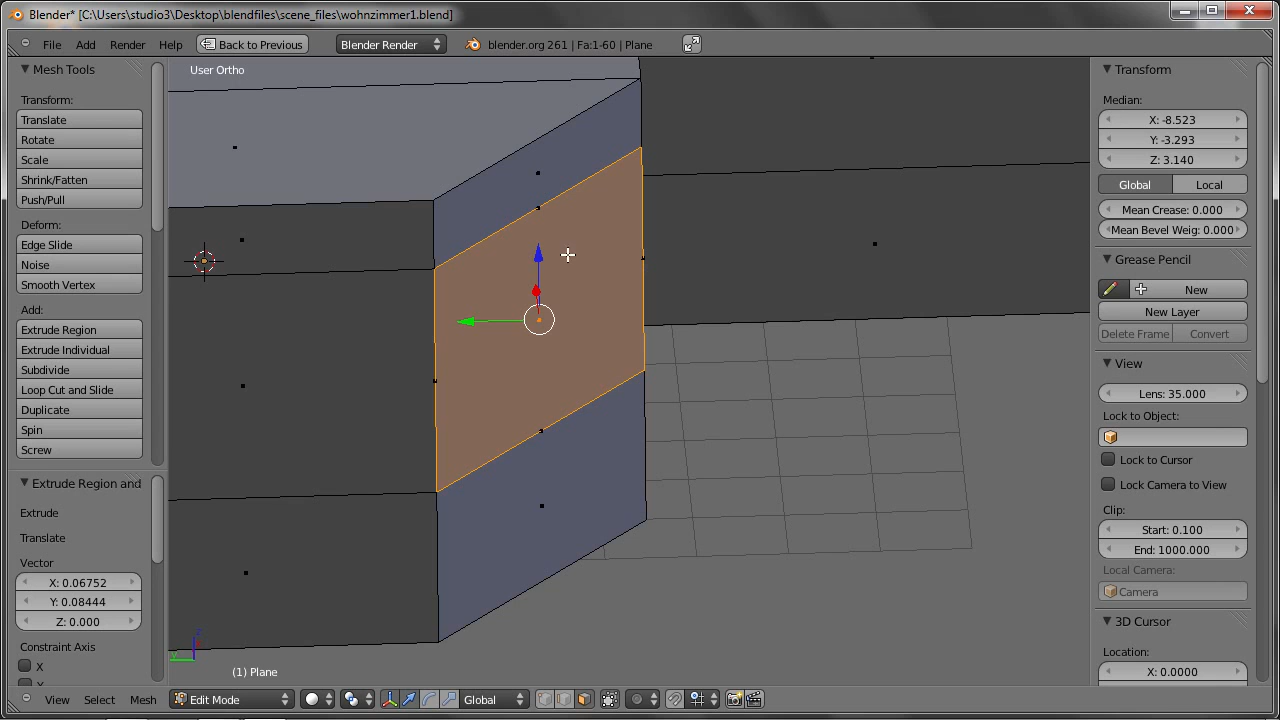 Blender* [C:\Users\studio3\Desktop\blendfiles\scene_files\wohnzimmer1.blend]
File Add Render Help Back to Previous Blender Render blender.org 261 | Fa:1-60 | Plane
Mesh Tools
Transform:
Translate
Rotate
Scale
Shrink/Fatten
Push/Pull
Deform:
Edge Slide
Noise
Smooth Vertex
Add:
Extrude Region
Extrude Individual
Subdivide
Loop Cut and Slide
Duplicate
Spin
Screw
Extrude Region and
Extrude
Translate
Vector
X: 0.06752
Y: 0.08444
Z: 0.000
Constraint Axis
X
User Ortho
(1) Plane
Transform
Median:
X: -8.523
Y: -3.293
Z: 3.140
Global Local
Mean Crease: 0.000
Mean Bevel Weig: 0.000
Grease Pencil
New
New Layer
Delete Frame Convert
View
Lens: 35.000
Lock to Object:
Lock to Cursor
Lock Camera to View
Clip:
Start: 0.100
End: 1000.000
Local Camera:
Camera
3D Cursor
Location:
X: 0.0000
View Select Mesh Edit Mode Global